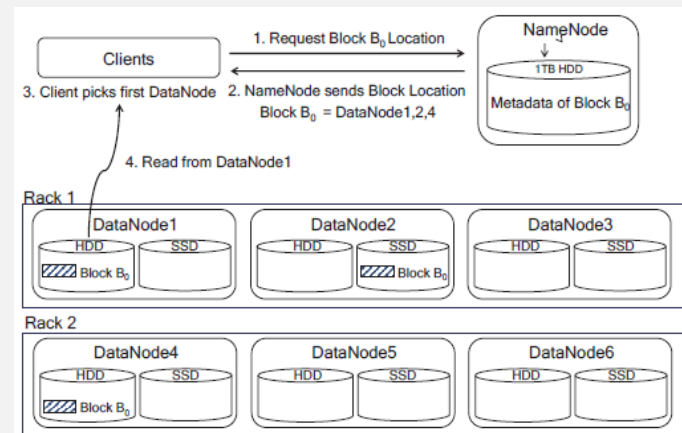 NameNode
1. Request Block B₀ Location
Clients
1TB HDD
3. Client picks first DataNode
2. NameNode sends Block Location
Metadata of Block B₀
Block B₀ = DataNode1,2,4
4. Read from DataNode1
Rack 1
DataNode1 DataNode2 DataNode3
HDD SSD HDD SSD HDD SSD
Block B₀ Block B₀
Rack 2
DataNode4 DataNode5 DataNode6
HDD SSD HDD SSD HDD SSD
Block B₀